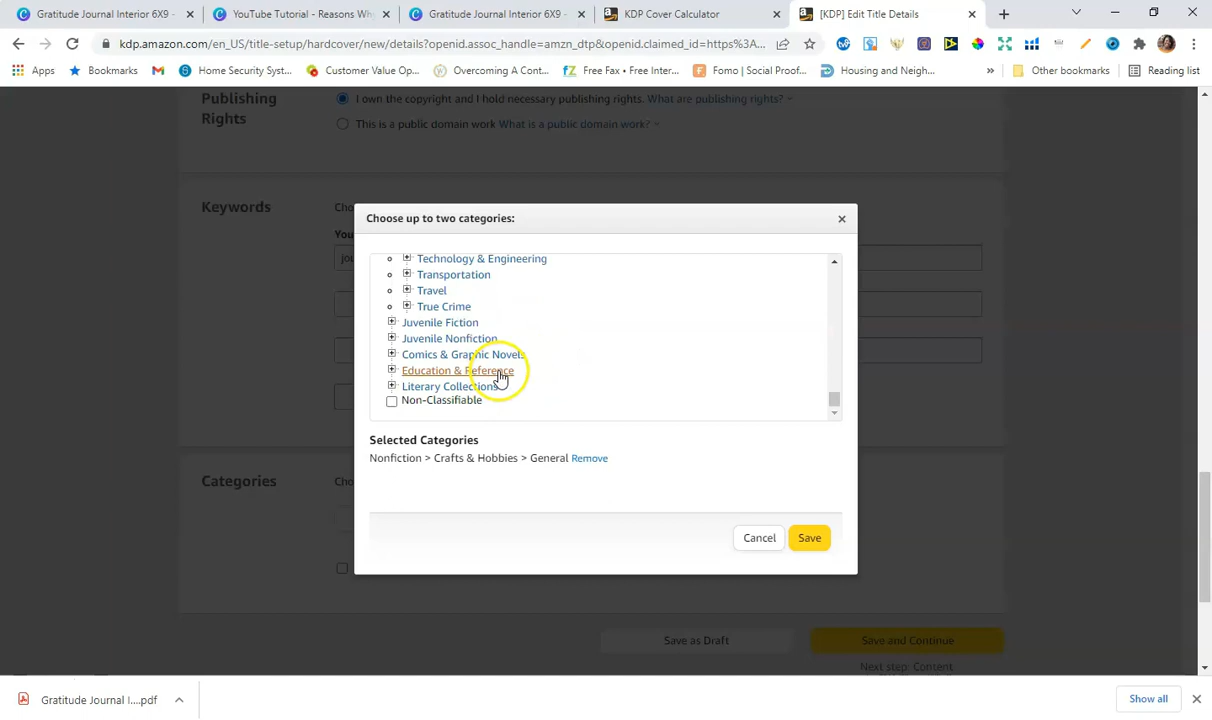 Gratitude Journal Interior 6X9 -
YouTube Tutorial - Reasons Wh
Gratitude Journal Interior 6X9 -
KDP Cover Calculator
[KDP] Edit Title Details
kdp.amazon.com/en_US/title-setup/hardcover/new/details?openid.assoc_handle=amzn_dtp&openid.claimed_id=https%3A...
Apps
Bookmarks
Home Security Syst...
Customer Value Op...
Overcoming A Cont...
Free Fax • Free Inter...
Fomo | Social Proof...
Housing and Neigh...
»
Other bookmarks
Reading list
Publishing
Rights
I own the copyright and I hold necessary publishing rights. What are publishing rights?
This is a public domain work What is a public domain work?
Keywords
Cho
You
jou
Choose up to two categories:
Technology & Engineering
Transportation
Travel
True Crime
Juvenile Fiction
Juvenile Nonfiction
Comics & Graphic Novels
Education & Reference
Literary Collections
Non-Classifiable
Selected Categories
Nonfiction > Crafts & Hobbies > General Remove
Cancel
Save
Categories
Cho
Save as Draft
Save and Continue
Next step: Content
Gratitude Journal I....pdf
Show all